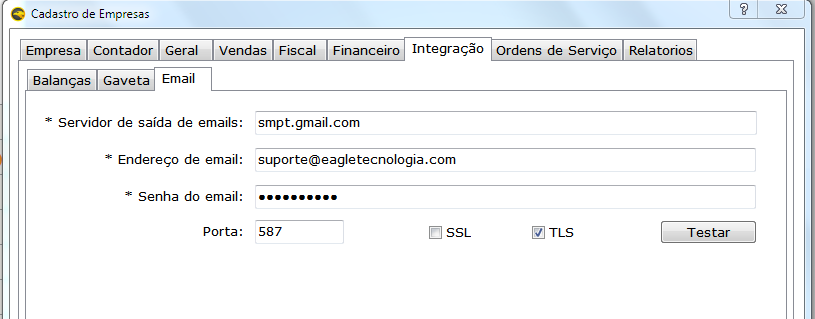 Cadastro de Empresas ?
Empresa Contador Geral Vendas Fiscal Financeiro Integração Ordens de Serviço Relatorios
Balanças Gaveta Email
* Servidor de saída de emails: smpt.gmail.com
* Endereço de email: suporte@eagletecnologia.com
* Senha do email: ••••••••••
Porta: 587 SSL TLS Testar